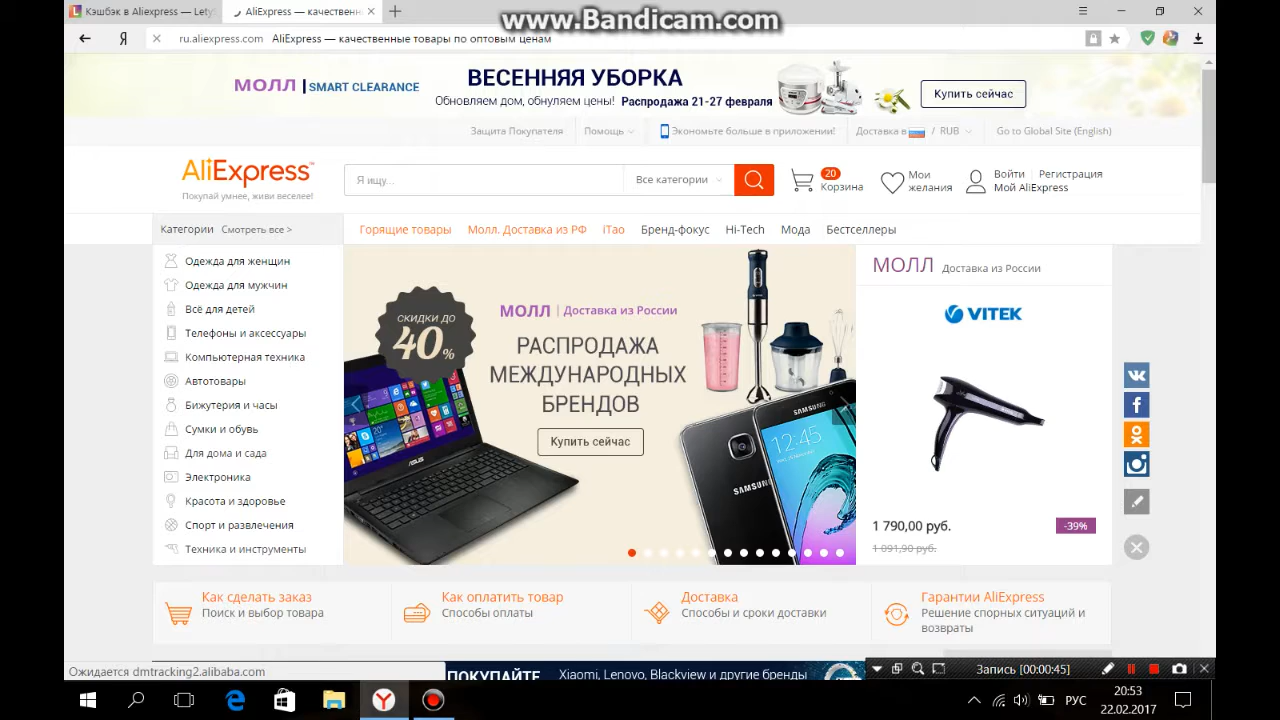 www.Bandicam.com
Кэшбэк в Aliexpress — Lety
AliExpress — качественн
Я
ru.aliexpress.com AliExpress — качественные товары по оптовым ценам
МОЛЛ | SMART CLEARANCE
ВЕСЕННЯЯ УБОРКА
Обновляем дом, обнуляем цены! Распродажа 21-27 февраля
Купить сейчас
Защита Покупателя
Помощь
Экономьте больше в приложении!
Доставка в / RUB
Go to Global Site (English)
AliExpress™
Покупай умнее, живи веселее!
Я ищу...
Все категории
20
Корзина
Мои
желания
Войти
Регистрация
Мой AliExpress
Категории Смотреть все >
Горящие товары
Молл. Доставка из РФ
iTao
Бренд-фокус
Hi-Tech
Мода
Бестселлеры
Одежда для женщин
Одежда для мужчин
Всё для детей
Телефоны и аксессуары
Компьютерная техника
Автотовары
Бижутерия и часы
Сумки и обувь
Для дома и сада
Электроника
Красота и здоровье
Спорт и развлечения
Техника и инструменты
СКИДКИ ДО
40%
МОЛЛ | Доставка из России
РАСПРОДАЖА
МЕЖДУНАРОДНЫХ
БРЕНДОВ
Купить сейчас
ASUS
SAMSUNG
SAMSUNG
12:45
МОЛЛ Доставка из России
VITEK
1 790,00 руб.
-39%
1 091,90 руб.
Как сделать заказ
Поиск и выбор товара
Как оплатить товар
Способы оплаты
Доставка
Способы и сроки доставки
Гарантии AliExpress
Решение спорных ситуаций и
возвраты
Ожидается dmtracking2.alibaba.com
ПОКУПАЙТЕ
Xiaomi, Lenovo, Blackview и другие бренды
Запись [00:00:45]
РУС
20:53
22.02.2017